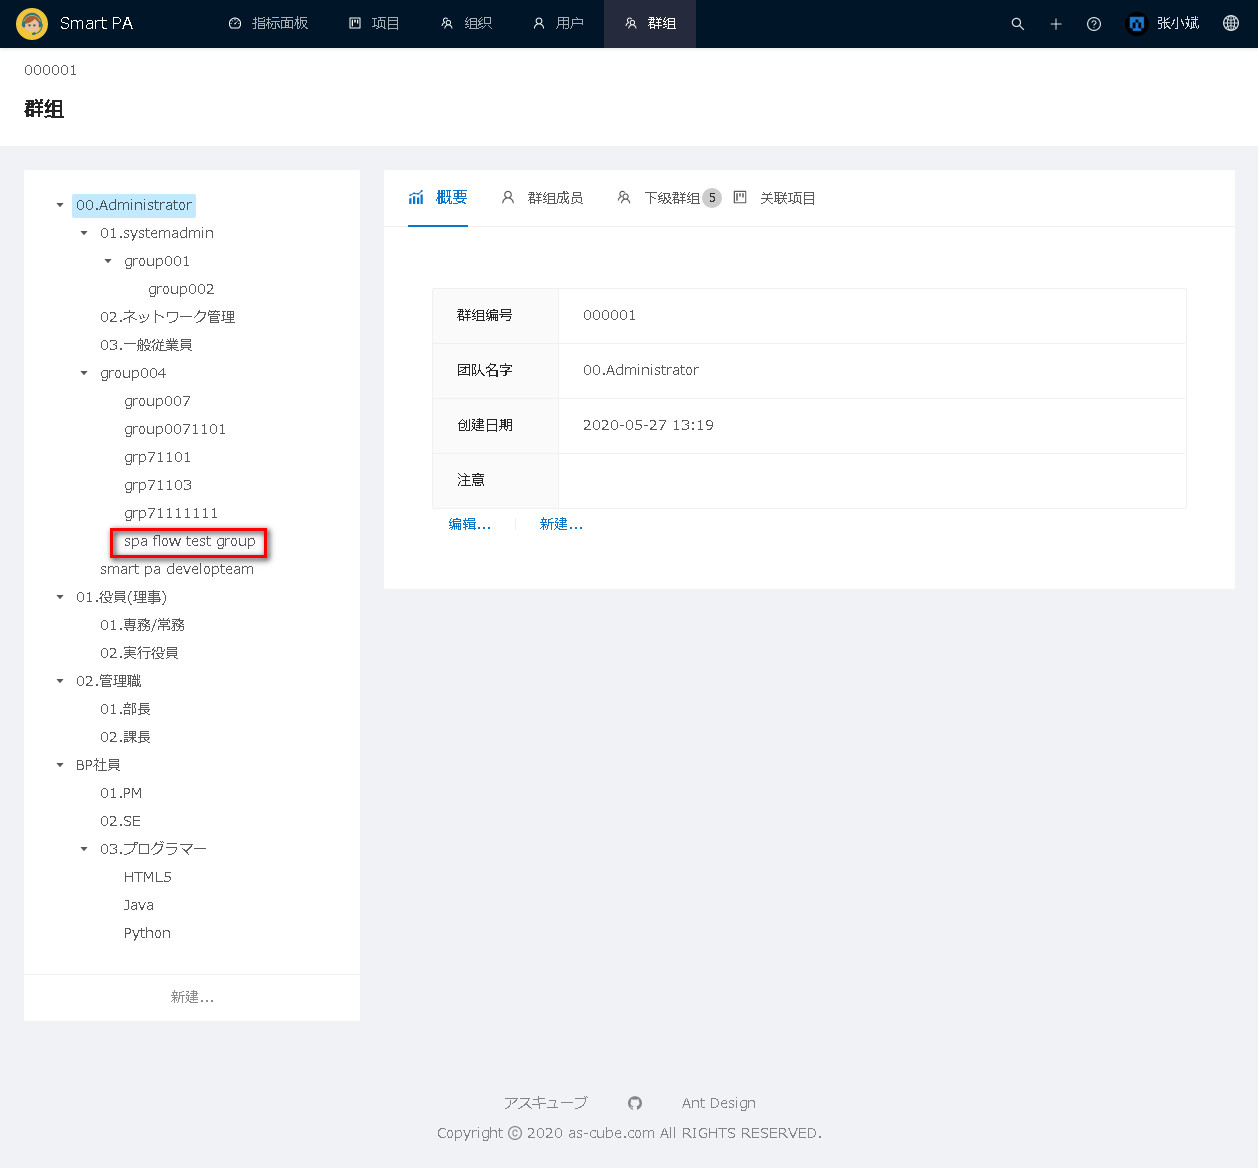 Smart PA 指标面板 项目 组织 用户 群组 张小斌
000001
群组
00.Administrator
01.systemadmin
group001
group002
02.ネットワーク管理
03.一般従業員
group004
group007
group0071101
grp71101
grp71103
grp71111111
spa flow test group
smart pa developteam
01.役員(理事)
01.専務/常務
02.実行役員
02.管理職
01.部長
02.課長
BP社員
01.PM
02.SE
03.プログラマー
HTML5
Java
Python
新建...
概要 群组成员 下级群组 5 关联项目
群组编号 000001
团队名字 00.Administrator
创建日期 2020-05-27 13:19
注意
编辑... 新建...
アスキューブ Ant Design
Copyright © 2020 as-cube.com All RIGHTS RESERVED.